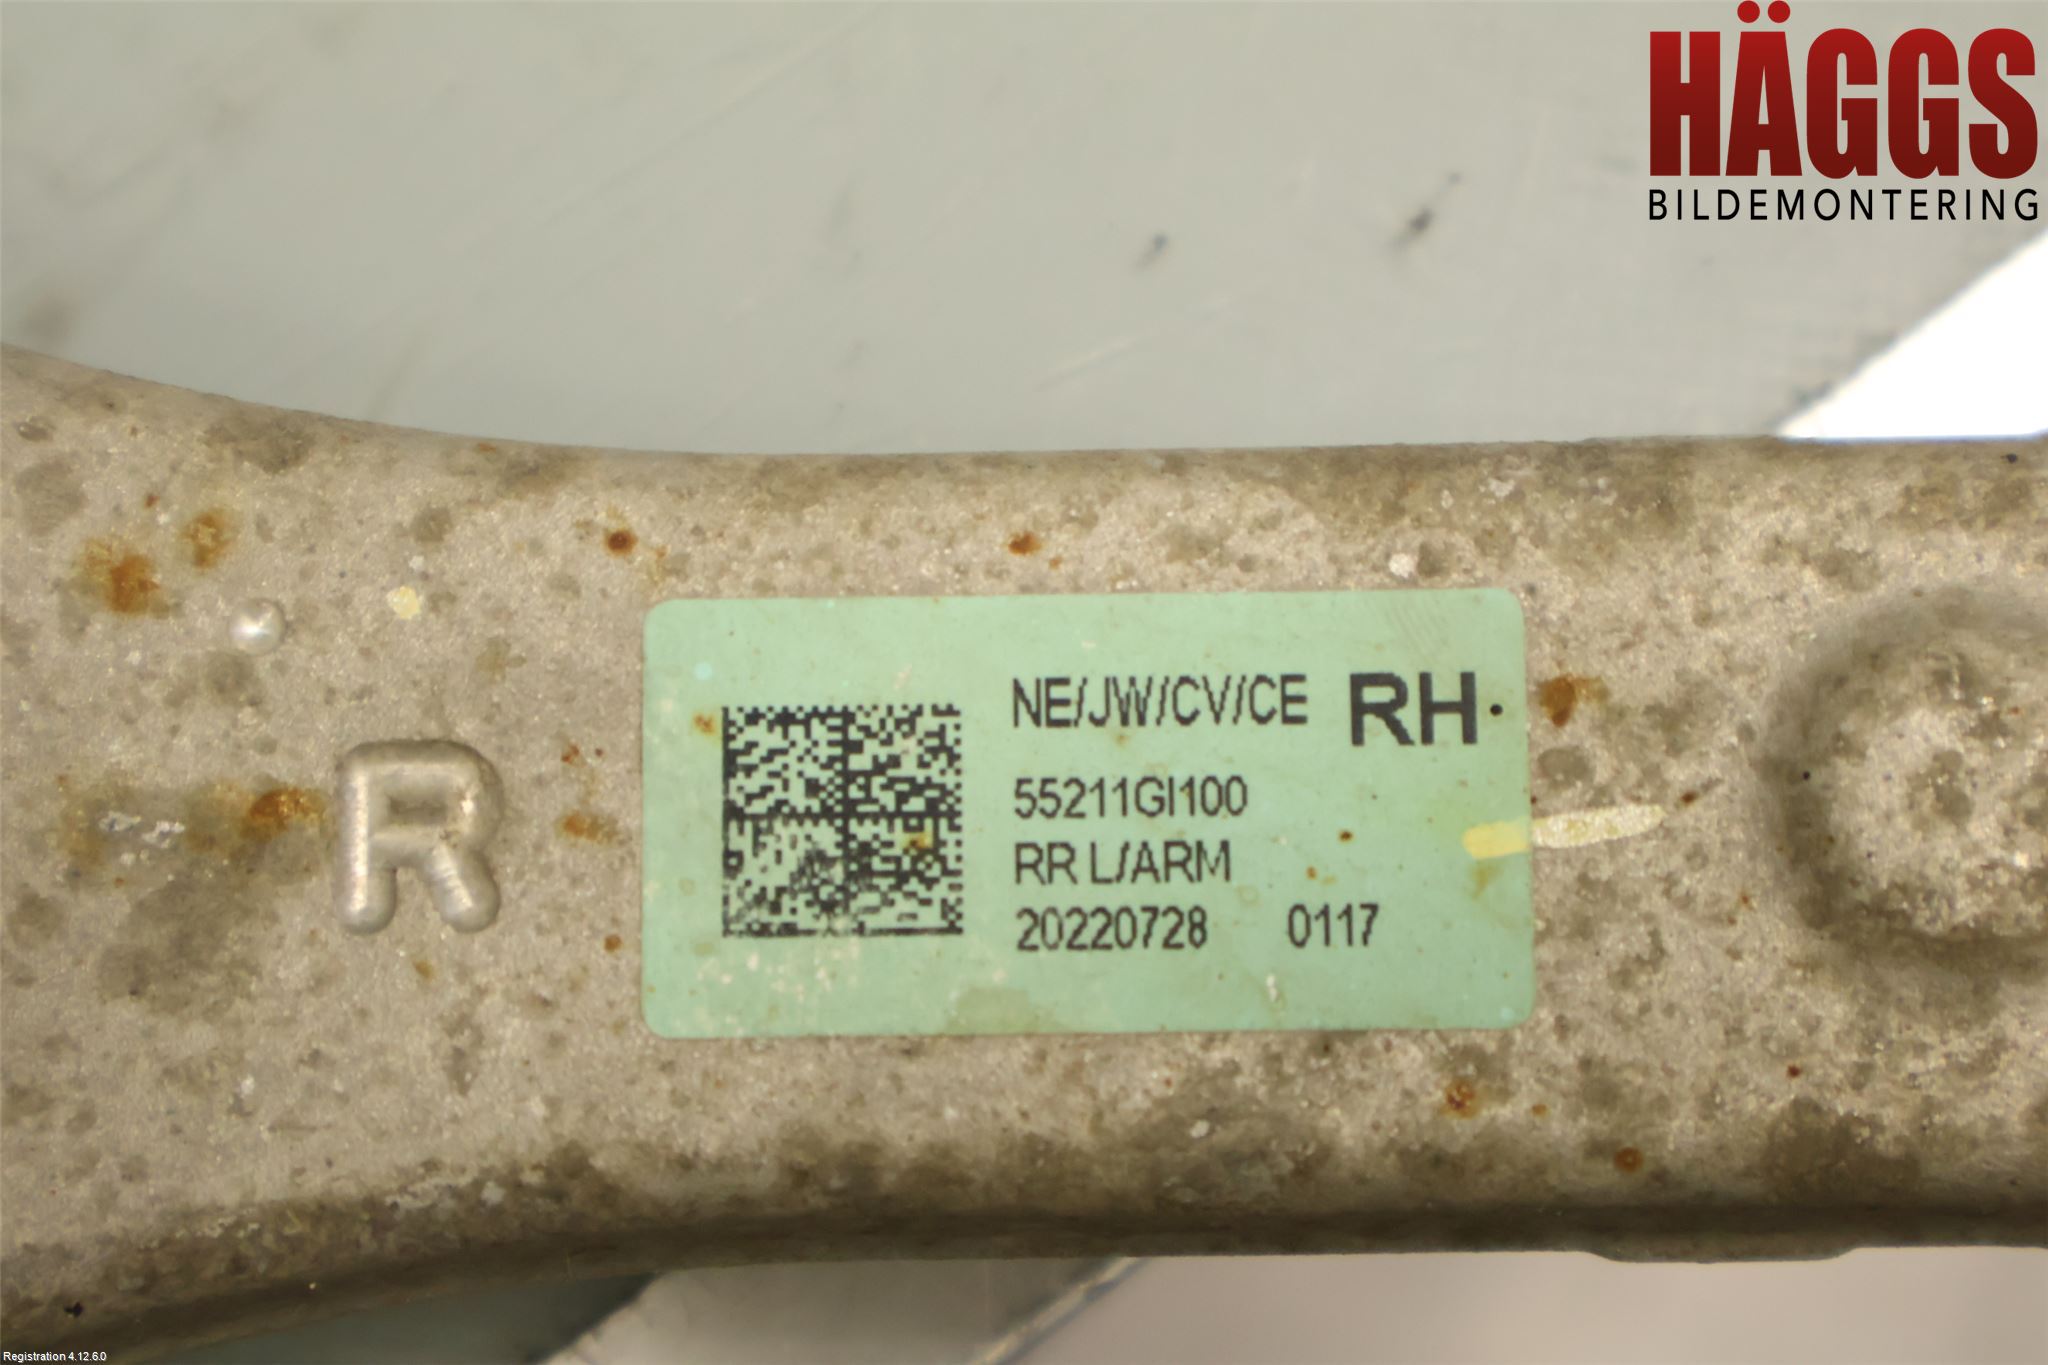 HÄGGS
BILDEMONTERING
R
NE/JW/CV/CE RH
55211GI100
RR L/ARM
20220728 0117
Registration 4.12.6.0